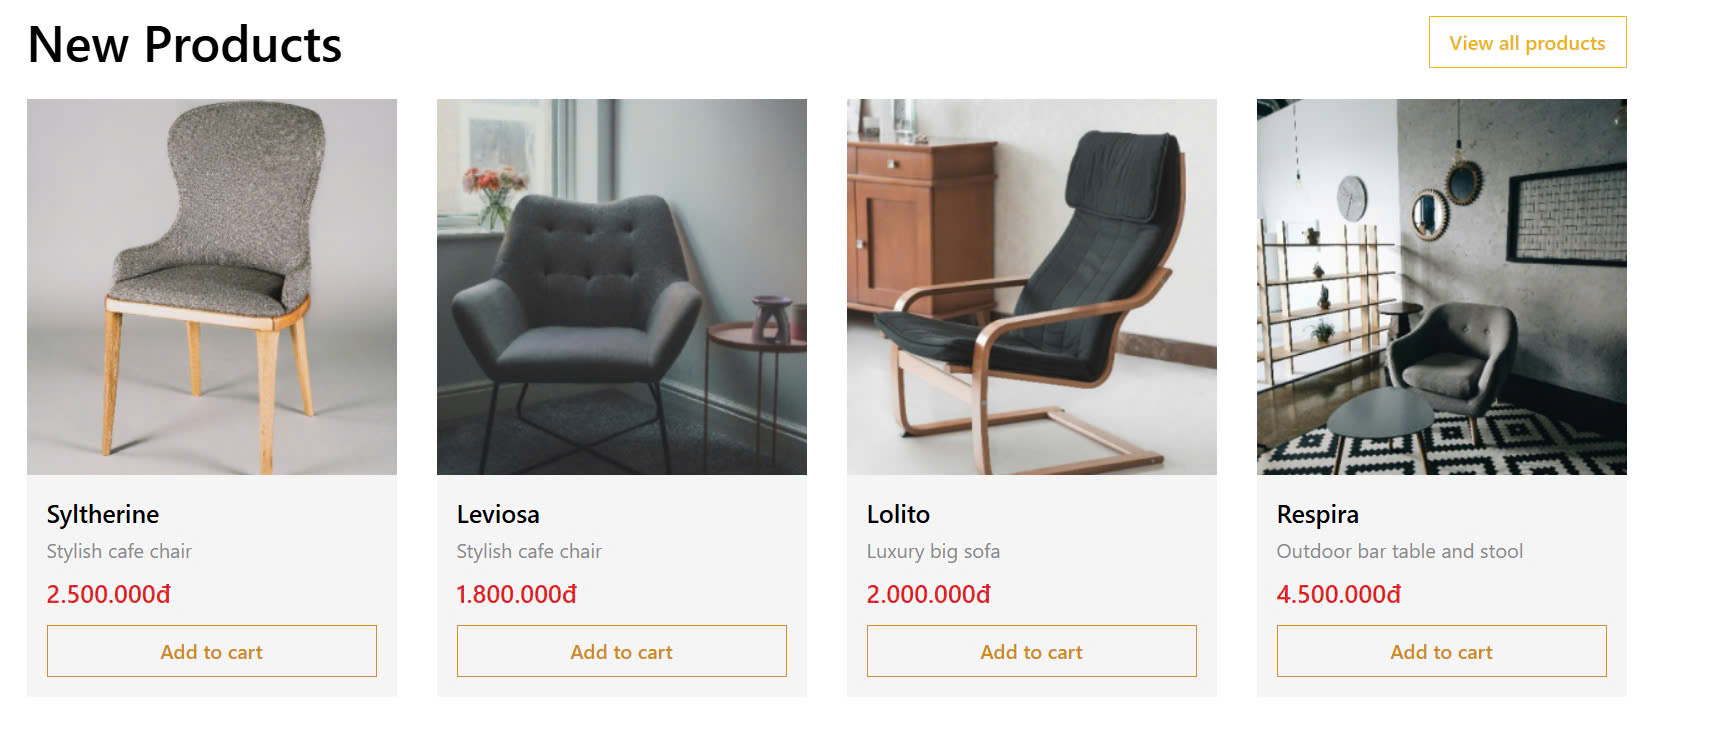 New Products
View all products
Syltherine
Stylish cafe chair
2.500.000đ
Add to cart
Leviosa
Stylish cafe chair
1.800.000đ
Add to cart
Lolito
Luxury big sofa
2.000.000đ
Add to cart
Respira
Outdoor bar table and stool
4.500.000đ
Add to cart